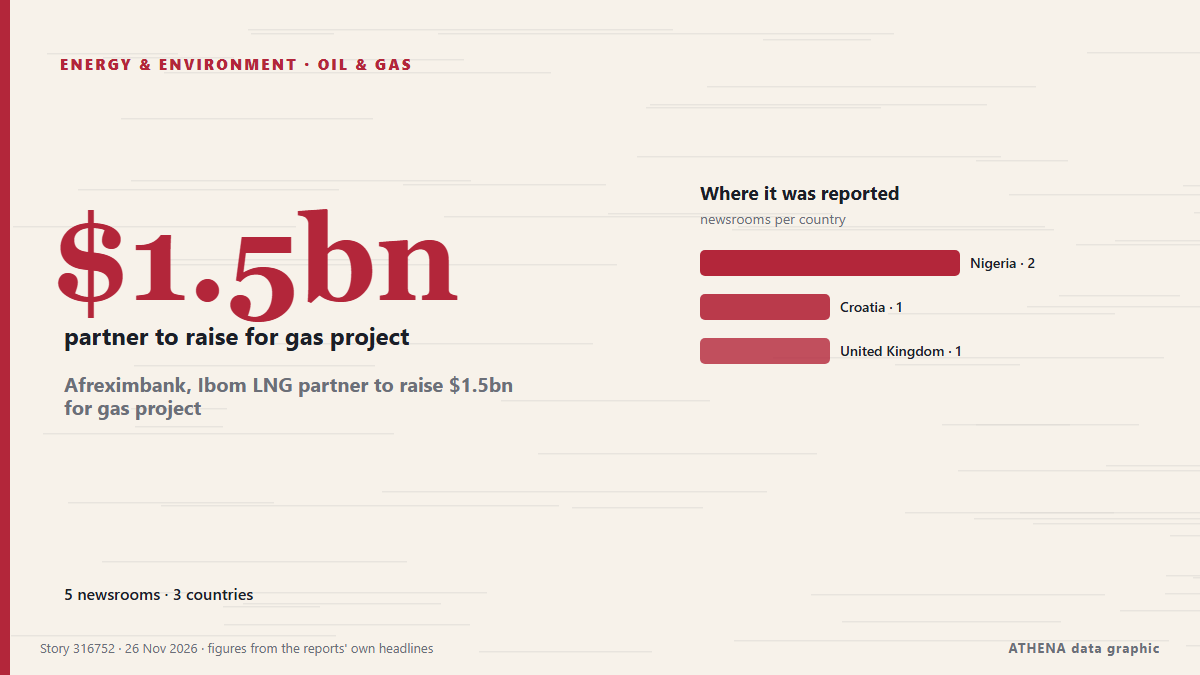 ENERGY & ENVIRONMENT · OIL & GAS
$1.5bn
partner to raise for gas project
Afreximbank, Ibom LNG partner to raise $1.5bn
for gas project
Where it was reported
newsrooms per country
Nigeria · 2
Croatia · 1
United Kingdom · 1
5 newsrooms · 3 countries
Story 316752 · 26 Nov 2026 · figures from the reports' own headlines
ATHENA data graphic